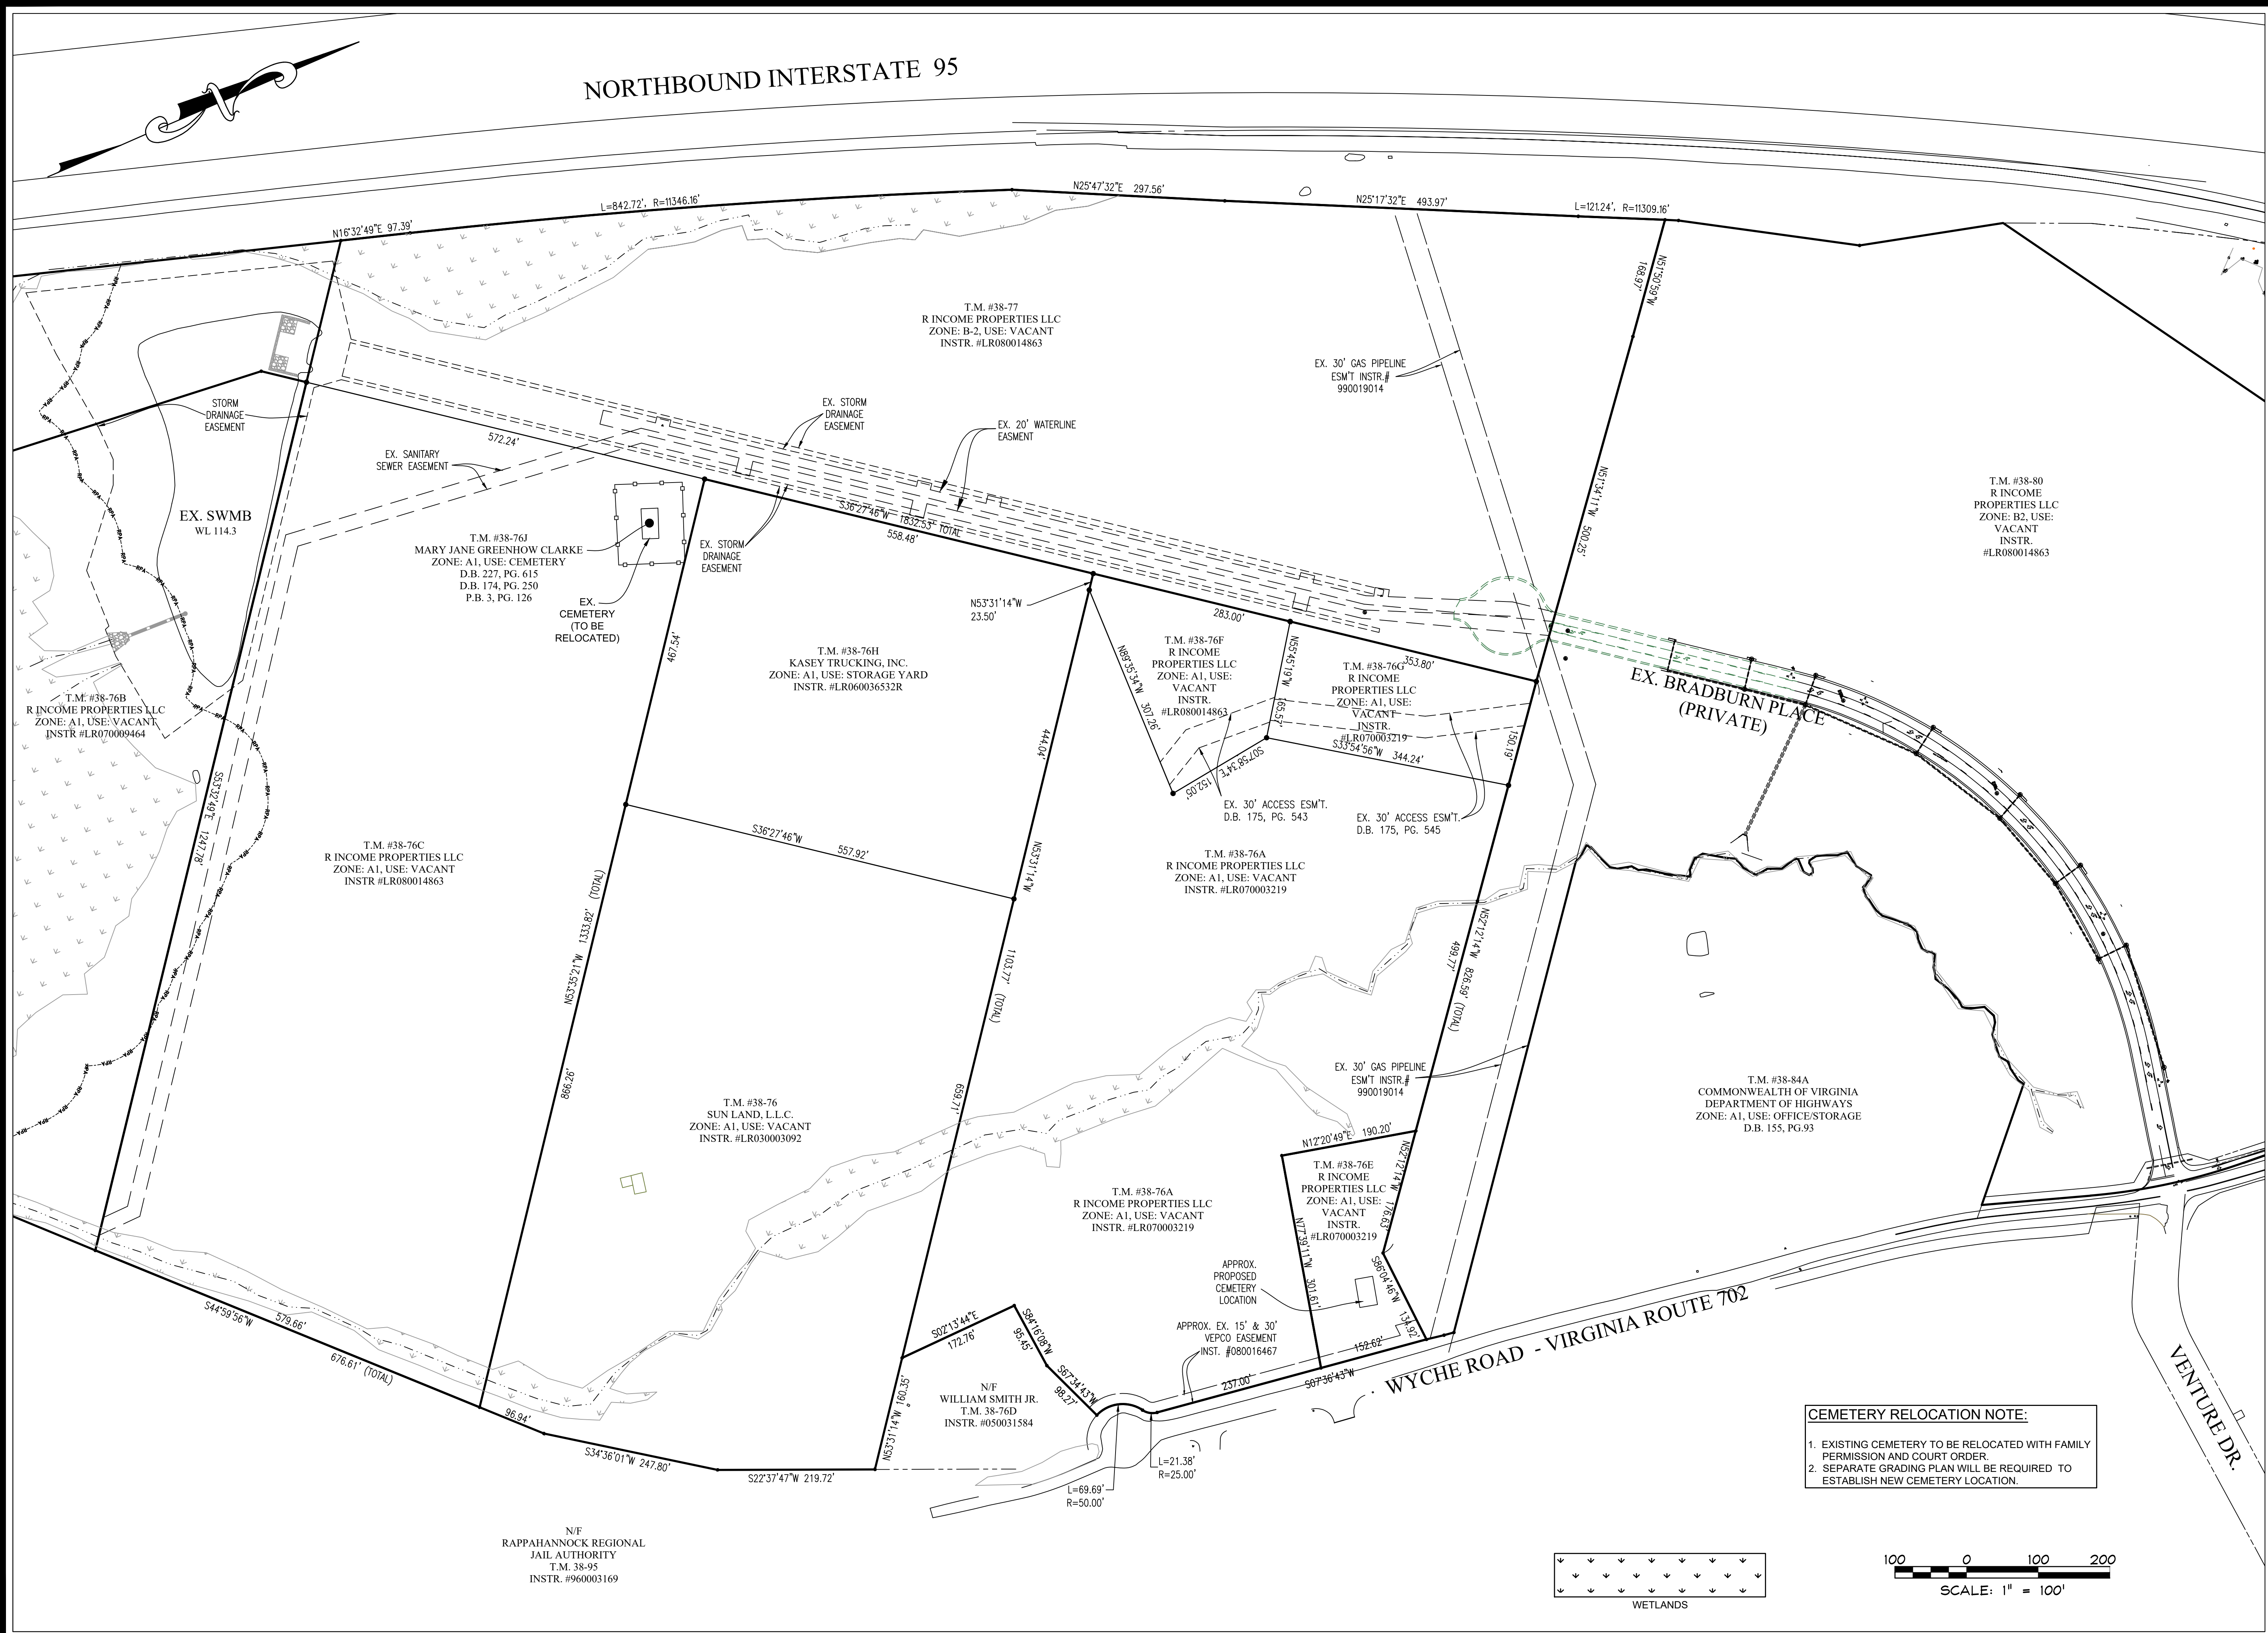 N
NORTHBOUND INTERSTATE 95
N16°32'49"E 97.39'
L=842.72', R=11346.16'
N25°47'32"E 297.56'
N25°17'32"E 493.97'
L=121.24', R=11309.16'
N51°50'59"W
168.97'
T.M. #38-77
R INCOME PROPERTIES LLC
ZONE: B-2, USE: VACANT
INSTR. #LR080014863
EX. 30' GAS PIPELINE
ESM'T INSTR.#
990019014
STORM
DRAINAGE
EASEMENT
EX. STORM
DRAINAGE
EASEMENT
EX. 20' WATERLINE
EASMENT
572.24'
EX. SANITARY
SEWER EASEMENT
N51°34'11"W 500.25'
T.M. #38-80
R INCOME
PROPERTIES LLC
ZONE: B2, USE:
VACANT
INSTR.
#LR080014863
EX. SWMB
WL 114.3
S36°27'46"W 1832.53' TOTAL
558.48'
T.M. #38-76J
MARY JANE GREENHOW CLARKE
ZONE: A1, USE: CEMETERY
D.B. 227, PG. 615
D.B. 174, PG. 250
P.B. 3, PG. 126
EX. STORM
DRAINAGE
EASEMENT
EX.
CEMETERY
(TO BE
RELOCATED)
N53°31'14"W
23.50'
283.00'
467.54'
T.M. #38-76H
KASEY TRUCKING, INC.
ZONE: A1, USE: STORAGE YARD
INSTR. #LR060036532R
N89°35'34"W 307.26'
T.M. #38-76F
R INCOME
PROPERTIES LLC
ZONE: A1, USE:
VACANT
INSTR.
#LR080014863
N55°45'19"W
165.57'
353.80'
T.M. #38-76G
R INCOME
PROPERTIES LLC
ZONE: A1, USE:
VACANT
INSTR.
#LR070003219
EX. BRADBURN PLACE
(PRIVATE)
T.M. #38-76B
R INCOME PROPERTIES LLC
ZONE: A1, USE: VACANT
INSTR #LR070009464
444.04'
150.19'
S33°54'56"W 344.24'
S07°58'34"E
152.05'
S53°32'49"E 1247.78'
EX. 30' ACCESS ESM'T.
D.B. 175, PG. 543
EX. 30' ACCESS ESM'T.
D.B. 175, PG. 545
S36°27'46"W 557.92'
T.M. #38-76C
R INCOME PROPERTIES LLC
ZONE: A1, USE: VACANT
INSTR #LR080014863
T.M. #38-76A
R INCOME PROPERTIES LLC
ZONE: A1, USE: VACANT
INSTR. #LR070003219
N53°35'21"W 1333.82' (TOTAL)
N53°31'14"W 1103.77' (TOTAL)
N52°12'14"W 826.59' (TOTAL)
499.77'
866.26'
659.71'
EX. 30' GAS PIPELINE
ESM'T INSTR.#
990019014
T.M. #38-76
SUN LAND, L.L.C.
ZONE: A1, USE: VACANT
INSTR. #LR030003092
T.M. #38-84A
COMMONWEALTH OF VIRGINIA
DEPARTMENT OF HIGHWAYS
ZONE: A1, USE: OFFICE/STORAGE
D.B. 155, PG.93
N12°20'49"E 190.20'
N52°12'14"W 176.63'
T.M. #38-76E
R INCOME
PROPERTIES LLC
ZONE: A1, USE:
VACANT
INSTR.
#LR070003219
T.M. #38-76A
R INCOME PROPERTIES LLC
ZONE: A1, USE: VACANT
INSTR. #LR070003219
N77°39'11"W 301.61'
APPROX.
PROPOSED
CEMETERY
LOCATION
S86°04'46"W 134.92'
APPROX. EX. 15' & 30'
VEPCO EASEMENT
INST. #080016467
S44°59'56"W 579.66'
676.61' (TOTAL)
S02°13'44"E
172.76'
S84°16'08"W
95.45'
S67°34'43"W
98.27'
152.62'
237.00'
S07°36'43"W
WYCHE ROAD - VIRGINIA ROUTE 702
VENTURE DR.
N/F
WILLIAM SMITH JR.
T.M. 38-76D
INSTR. #050031584
N53°31'14"W 160.35'
96.94'
S34°36'01"W 247.80'
S22°37'47"W 219.72'
L=21.38'
R=25.00'
L=69.69'
R=50.00'
CEMETERY RELOCATION NOTE:
1. EXISTING CEMETERY TO BE RELOCATED WITH FAMILY
PERMISSION AND COURT ORDER.
2. SEPARATE GRADING PLAN WILL BE REQUIRED TO
ESTABLISH NEW CEMETERY LOCATION.
N/F
RAPPAHANNOCK REGIONAL
JAIL AUTHORITY
T.M. 38-95
INSTR. #960003169
WETLANDS
100 0 100 200
SCALE: 1" = 100'